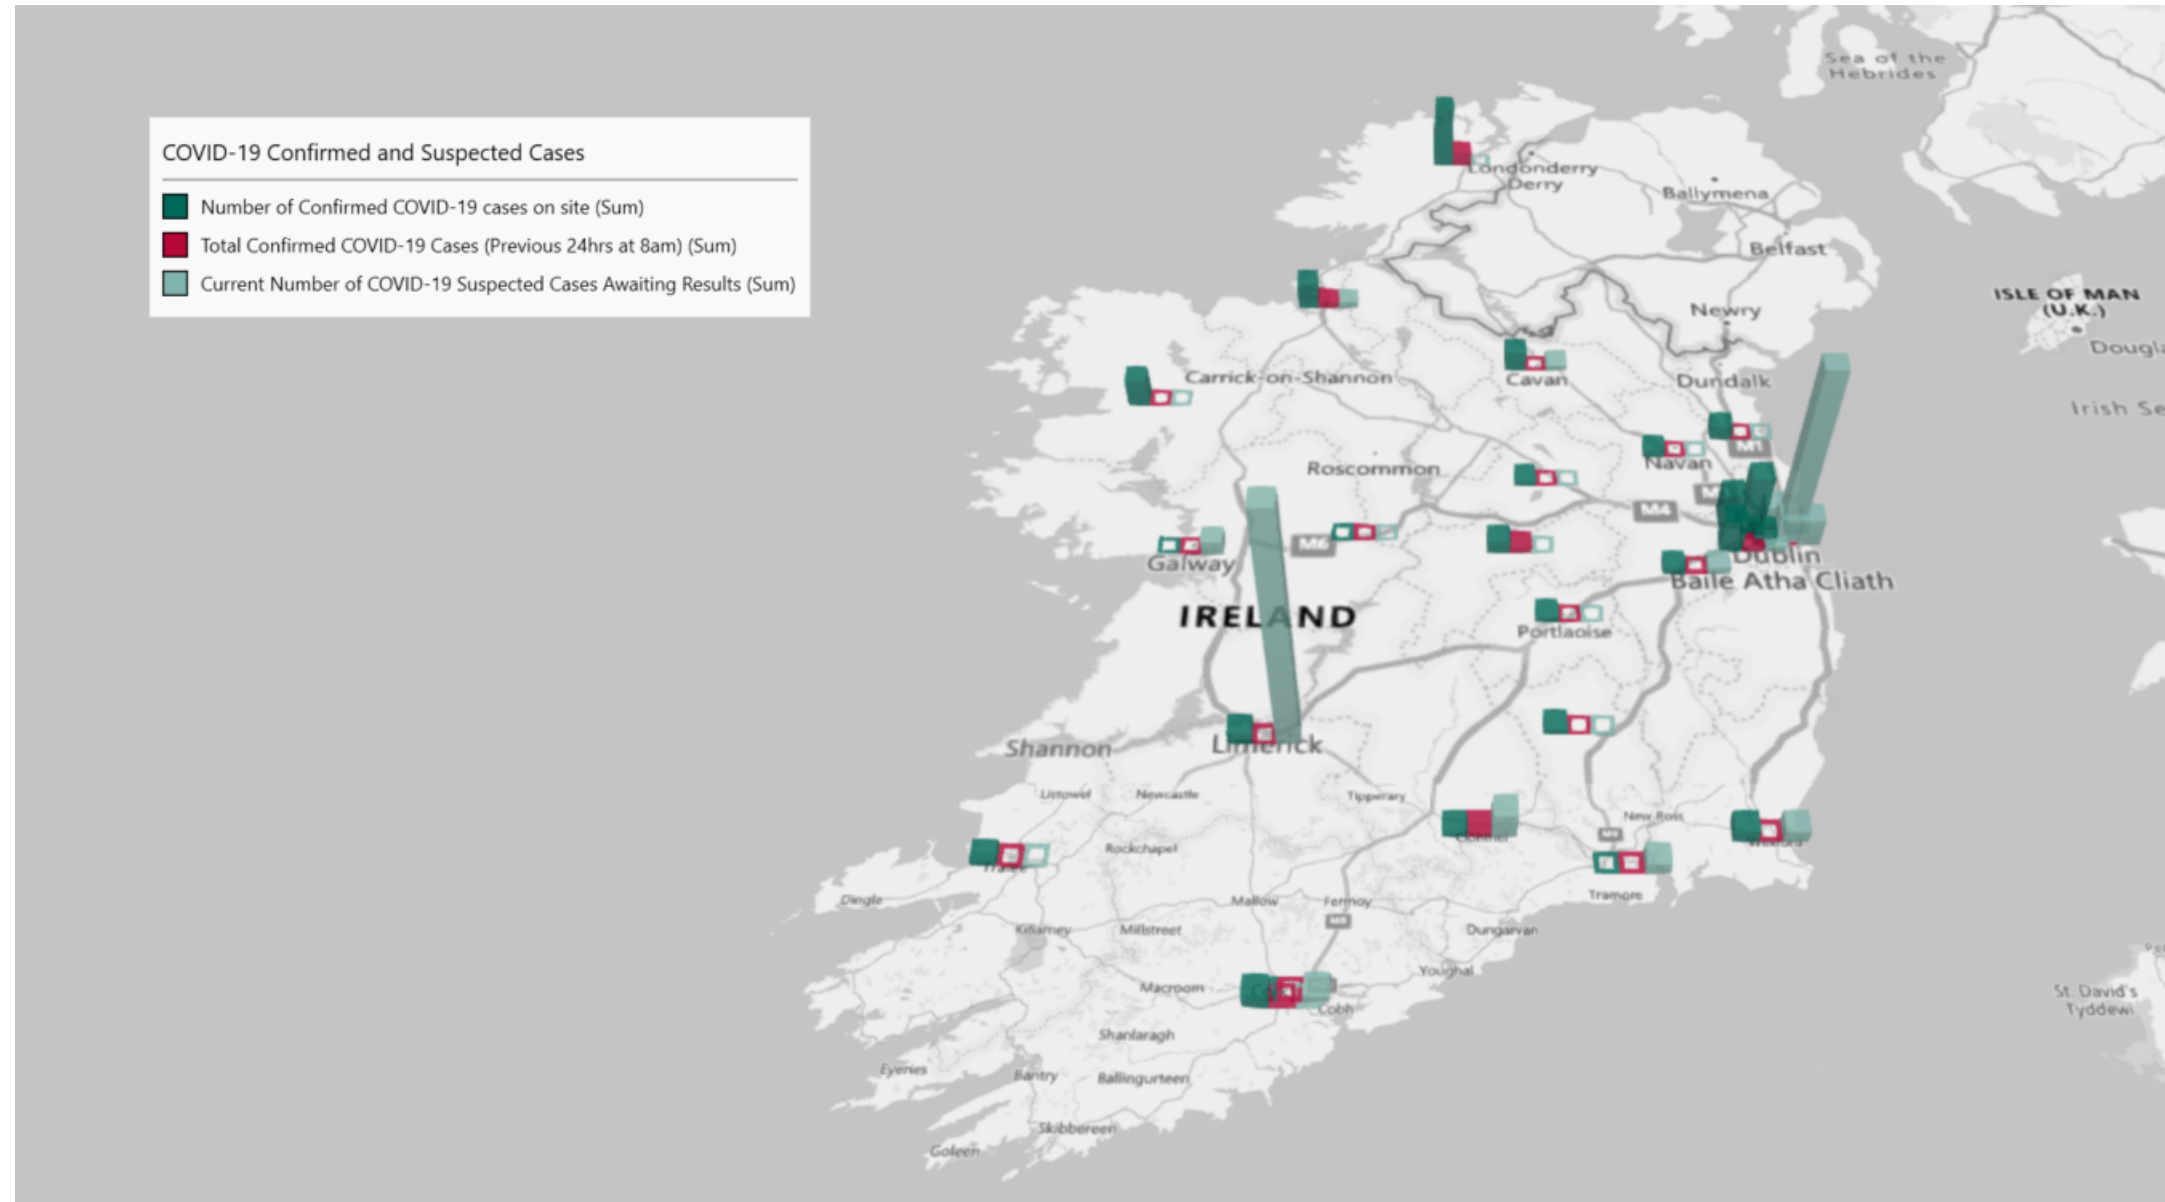 COVID-19 Confirmed and Suspected Cases
Number of Confirmed COVID-19 cases on site (Sum)
Total Confirmed COVID-19 Cases (Previous 24hrs at 8am) (Sum)
Current Number of COVID-19 Suspected Cases Awaiting Results (Sum)
Sea of the
Hebrides
Londonderry
Derry
Ballymena
Belfast
ISLE OF MAN
(U.K.)
Newry
Carrick-on-Shannon
Cavan
Dundalk
Irish Se
M1
Navan
Roscommon
M4
M6
Galway
Dublin
Baile Atha Cliath
IRELAND
Portlaoise
Limerick
Shannon
Listowel
Newcastle
Tipperary
New Ross
Rockchapel
Tralee
Tramore
Dingle
Mallow
Fermoy
Killarney
Millstreet
Dungarvan
Youghal
Macroom
Cobh
St. David's
Tyddewi
Shanlaragh
Eyeries
Bantry
Ballingurteen
Skibbereen
Goleen